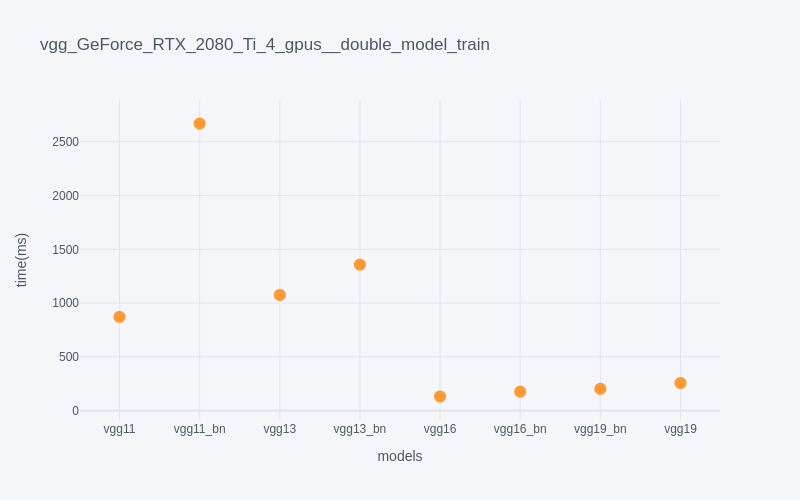 vgg_GeForce_RTX_2080_Ti_4_gpus__double_model_train
time(ms)
2500
2000
1500
1000
500
0
vgg11 vgg11_bn vgg13 vgg13_bn vgg16 vgg16_bn vgg19_bn vgg19
models